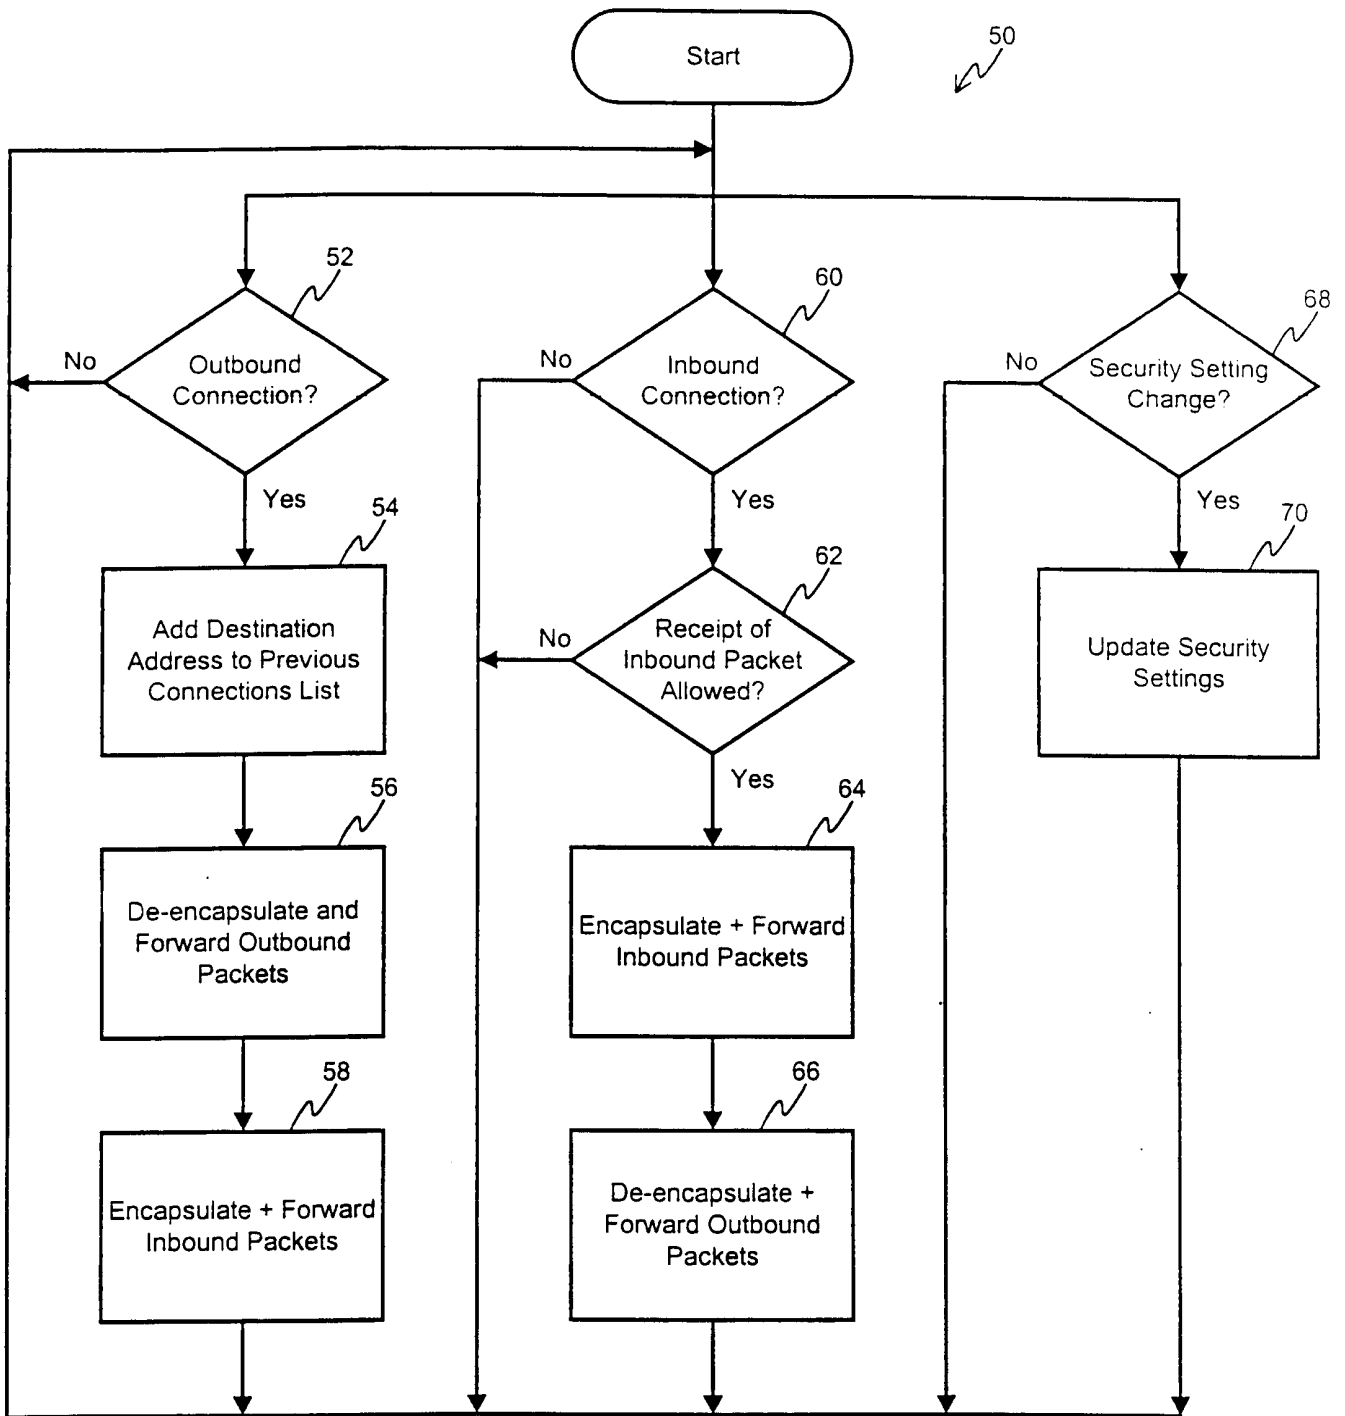 Start
50
52
Outbound
Connection?
No
Yes
54
Add Destination
Address to Previous
Connections List
56
De-encapsulate and
Forward Outbound
Packets
58
Encapsulate + Forward
Inbound Packets
60
Inbound
Connection?
No
Yes
62
Receipt of
Inbound Packet
Allowed?
No
Yes
64
Encapsulate + Forward
Inbound Packets
66
De-encapsulate +
Forward Outbound
Packets
68
Security Setting
Change?
No
Yes
70
Update Security
Settings